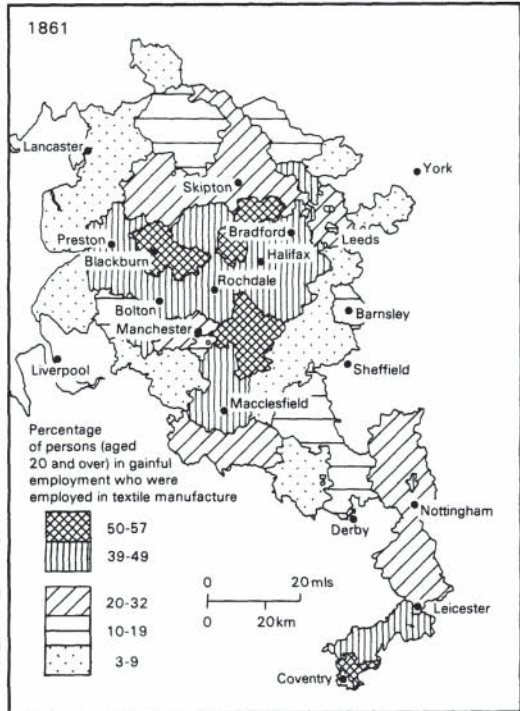 1861
Lancaster
York
Skipton
Preston
Bradford
Leeds
Blackburn
Halifax
Rochdale
Bolton
Manchester
Barnsley
Liverpool
Sheffield
Macclesfield
Percentage
of persons (aged
20 and over) in gainful
employment who were
employed in textile manufacture
50-57
39-49
20-32
10-19
3-9
0 20 mls
0 20 km
Nottingham
Derby
Leicester
Coventry